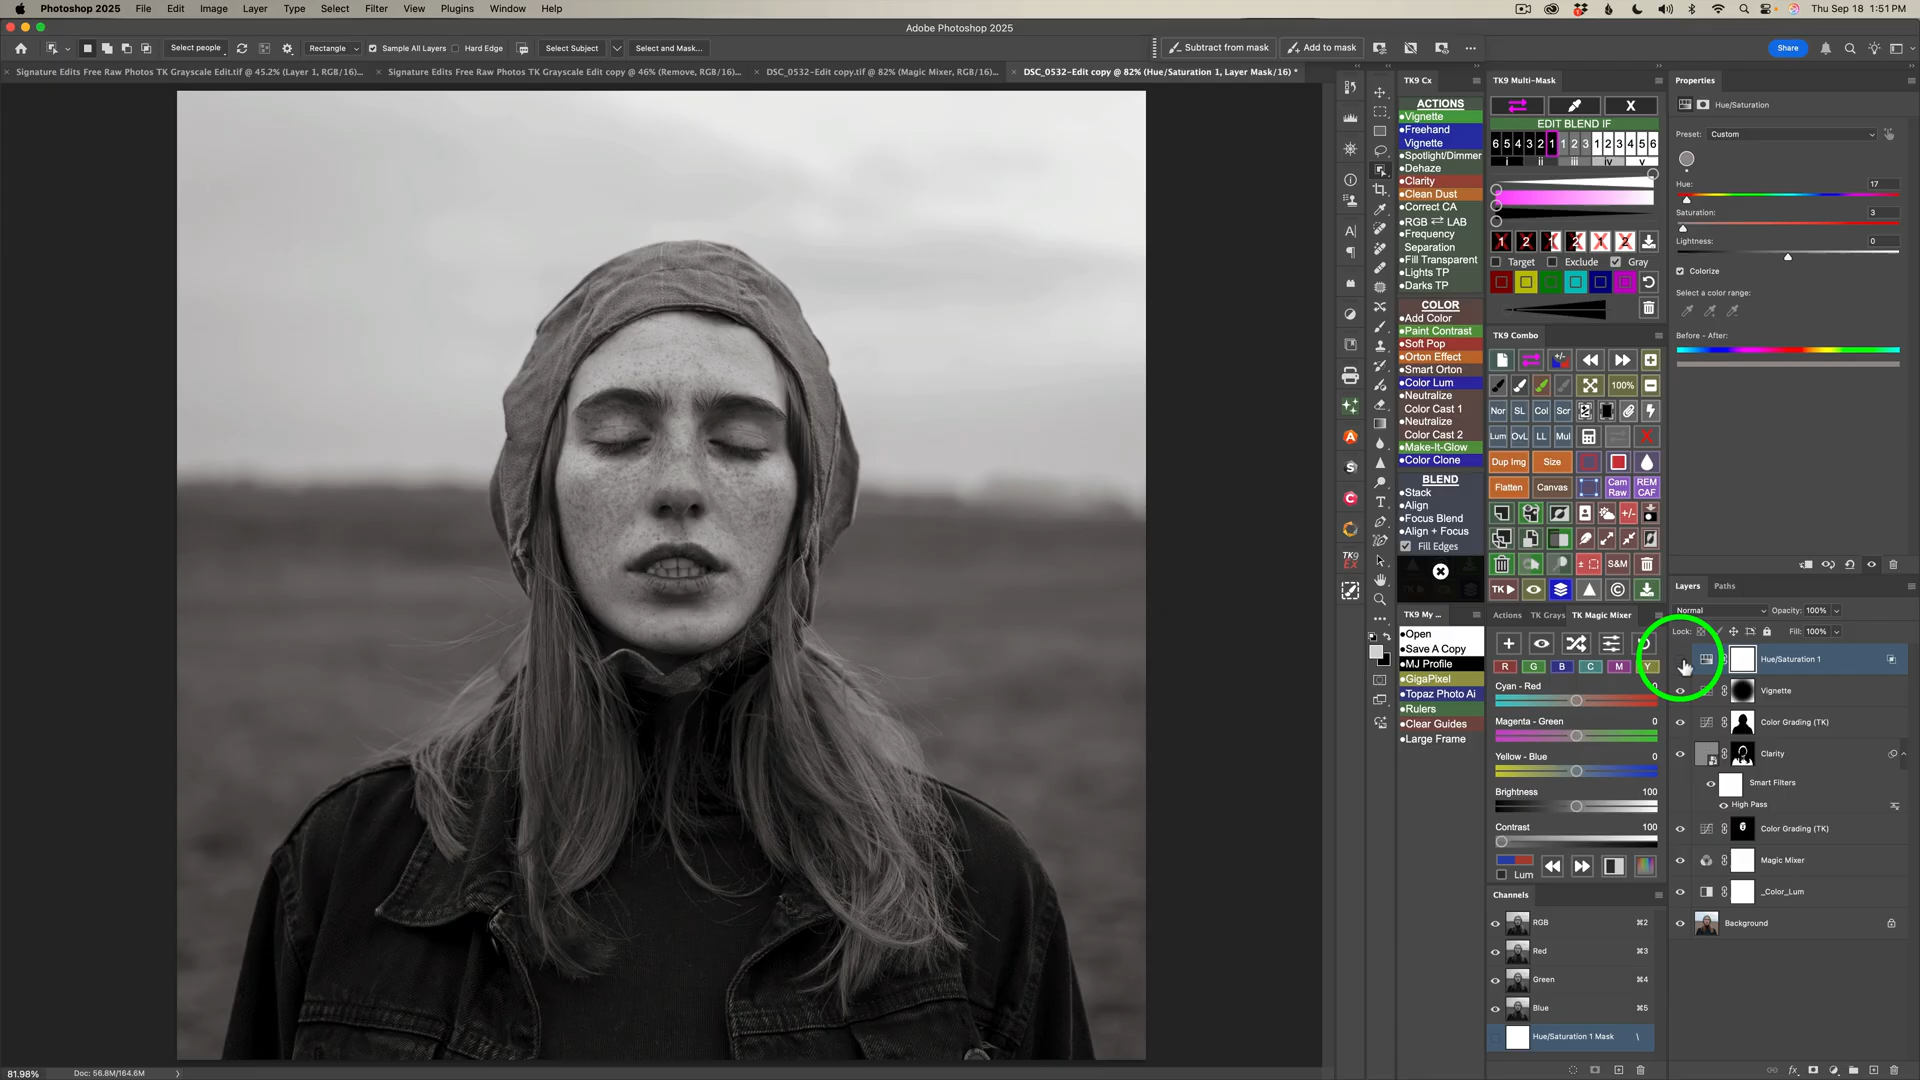 Photoshop 2025 File Edit Image Layer Type Select Filter View Plugins Window Help
Thu Sep 18 1:51PM
Adobe Photoshop 2025
Select people Rectangle Sample All Layers Hard Edge Select Subject Select and Mask... Subtract from mask Add to mask Share
Signature Edits Free Raw Photos TK Grayscale Edit.tif @ 45.2% (Layer 1, RGB/16)...
Signature Edits Free Raw Photos TK Grayscale Edit copy @ 46% (Remove, RGB/16)...
DSC_0532-Edit copy.tif @ 82% (Magic Mixer, RGB/16)...
DSC_0532-Edit copy @ 82% (Hue/Saturation 1, Layer Mask/16) *
TK9 Cx
ACTIONS
Vignette
Freehand
Vignette
Spotlight/Dimmer
Dehaze
Clarity
Clean Dust
Correct CA
RGB ⇄ LAB
Frequency
Separation
Fill Transparent
Lights TP
Darks TP
COLOR
Add Color
Paint Contrast
Soft Pop
Orton Effect
Smart Orton
Color Lum
Neutralize
Color Cast 1
Neutralize
Color Cast 2
Make-It-Glow
Color Clone
BLEND
Stack
Align
Focus Blend
Align + Focus
Fill Edges
TK9 My ...
Open
Save A Copy
MJ Profile
GigaPixel
Topaz Photo Ai
Rulers
Clear Guides
Large Frame
TK9 Multi-Mask
X
EDIT BLEND IF
6 5 4 3 2 1 1 2 3 1 2 3 4 5 6
i ii iii iv v
1 2 1 2 1 2
Target Exclude Gray
TK9 Combo
100%
Nor SL Col Scr
Lum OvL LL Mul
Dup Img Size
Flatten Canvas Cam Raw REM CAF
S&M
TK
Actions TK Grays TK Magic Mixer
R G B C M Y
Cyan - Red 0
Magenta - Green 0
Yellow - Blue 0
Brightness 100
Contrast 100
Lum
Channels
RGB ⌘2
Red ⌘3
Green ⌘4
Blue ⌘5
Hue/Saturation 1 Mask \
Properties
Hue/Saturation
Preset: Custom
Hue: 17
Saturation: 3
Lightness: 0
Colorize
Select a color range:
Before - After:
Layers Paths
Normal Opacity: 100%
Lock: Fill: 100%
Hue/Saturation 1
Vignette
Color Grading (TK)
Clarity
Smart Filters
High Pass
Color Grading (TK)
Magic Mixer
_Color_Lum
Background
81.98% Doc: 56.8M/164.6M